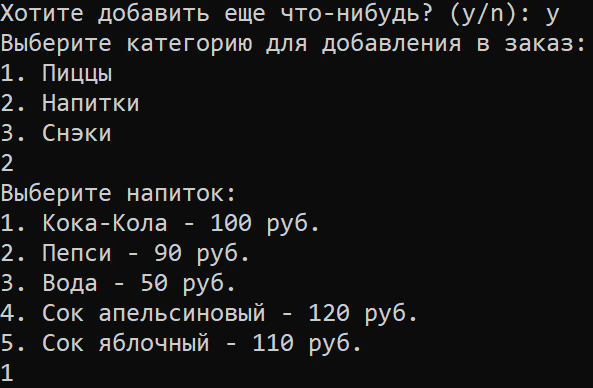 Хотите добавить еще что-нибудь? (y/n): y
Выберите категорию для добавления в заказ:
1. Пиццы
2. Напитки
3. Снэки
2
Выберите напиток:
1. Кока-Кола - 100 руб.
2. Пепси - 90 руб.
3. Вода - 50 руб.
4. Сок апельсиновый - 120 руб.
5. Сок яблочный - 110 руб.
1